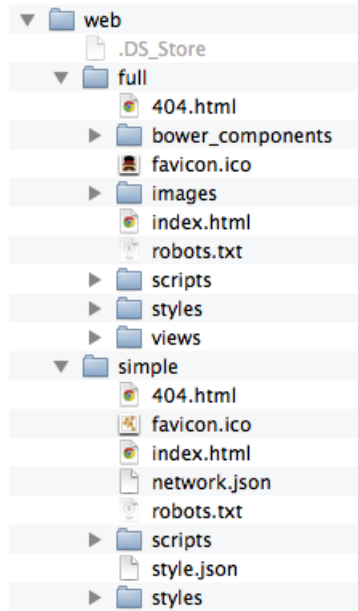 web
.DS_Store
full
404.html
bower_components
favicon.ico
images
index.html
robots.txt
scripts
styles
views
simple
404.html
favicon.ico
index.html
network.json
robots.txt
scripts
style.json
styles